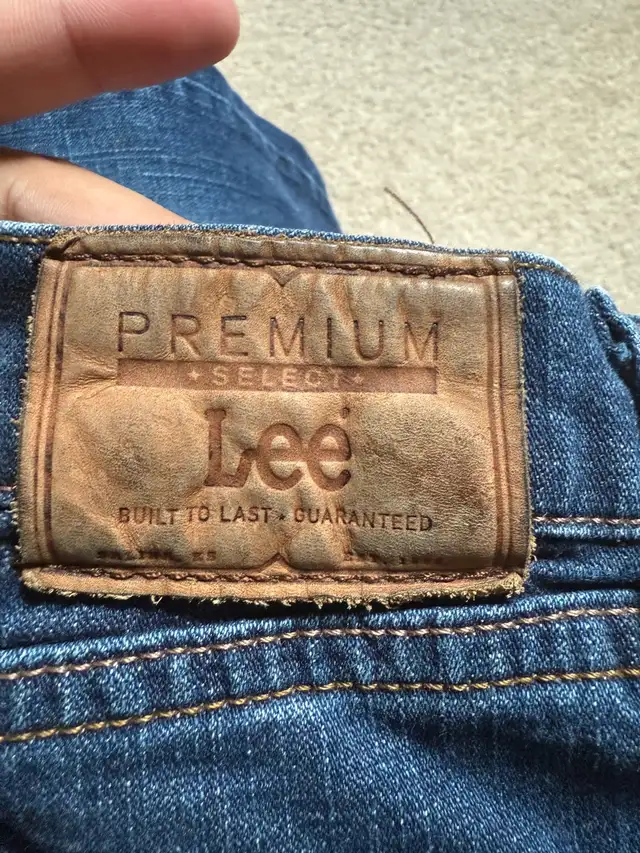 PREMIUM
★ SELECT ★
Lee
BUILT TO LAST ★ GUARANTEED